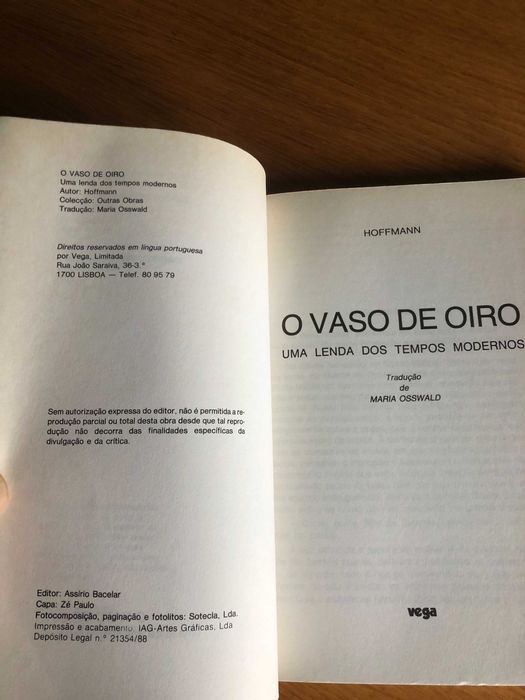 O VASO DE OIRO
Uma lenda dos tempos modernos
Autor: Hoffmann
Colecção: Outras Obras
Tradução: Maria Osswald
Direitos reservados em língua portuguesa
por Vega, Limitada
Rua João Saraiva, 36-3.º
1700 LISBOA — Telef. 80 95 79
Sem autorização expressa do editor, não é permitida a re-
produção parcial ou total desta obra desde que tal repro-
dução não decorra das finalidades específicas da
divulgação e da crítica.
Editor: Assírio Bacelar
Capa: Zé Paulo
Fotocomposição, paginação e fotolitos: Sotecla, Lda.
Impressão e acabamento: IAG-Artes Gráficas, Lda
Depósito Legal n.º 21354/88
HOFFMANN
O VASO DE OIRO
UMA LENDA DOS TEMPOS MODERNOS
Tradução
de
MARIA OSSWALD
vega